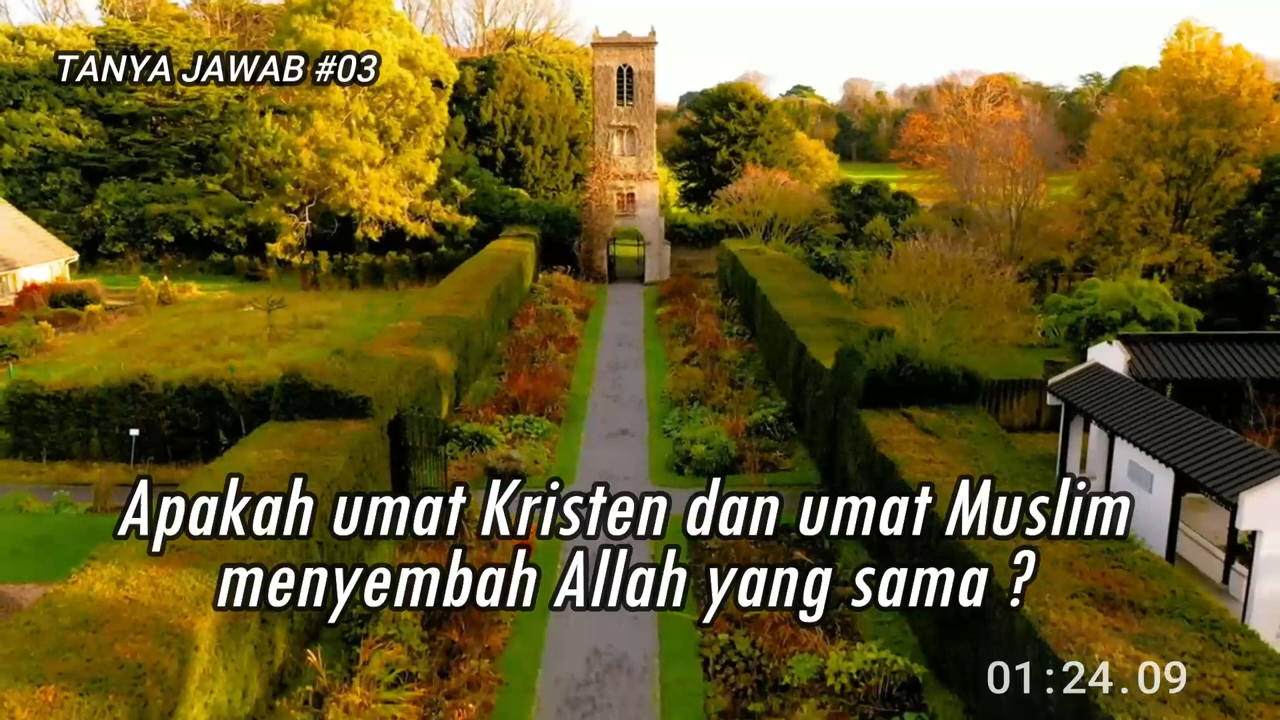 TANYA JAWAB #03
Apakah umat Kristen dan umat Muslim
menyembah Allah yang sama ?
01:24.09